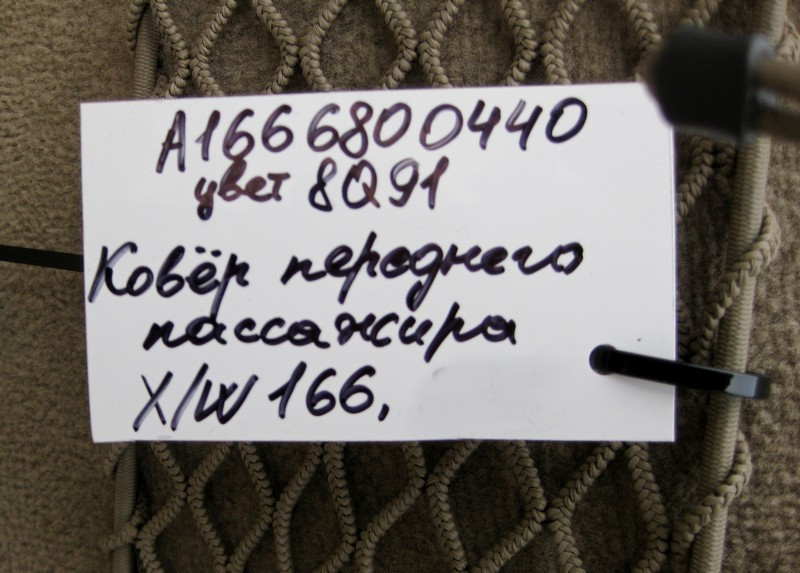 A1666800440
цвет 8Q91
Ковёр переднего
пассажира
X/W 166,